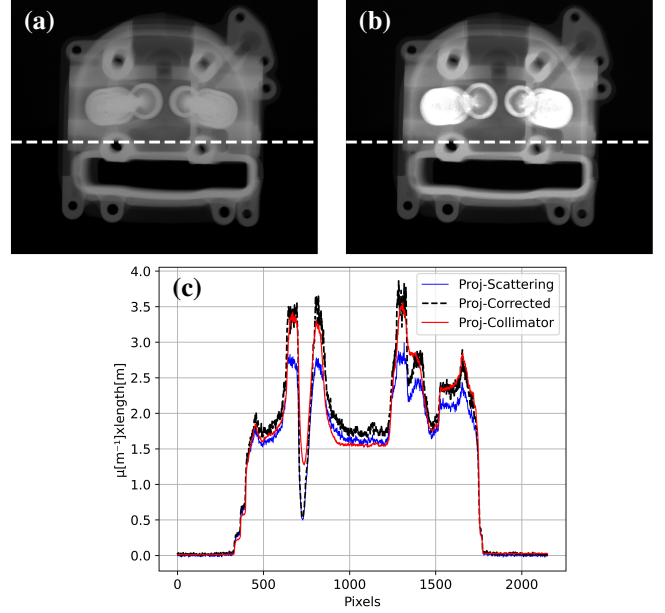 (a)
(b)
(c)
Proj-Scattering
Proj-Corrected
Proj-Collimator
μ[m⁻¹]xlength[m]
4.0
3.5
3.0
2.5
2.0
1.5
1.0
0.5
0.0
0
500
1000
1500
2000
Pixels